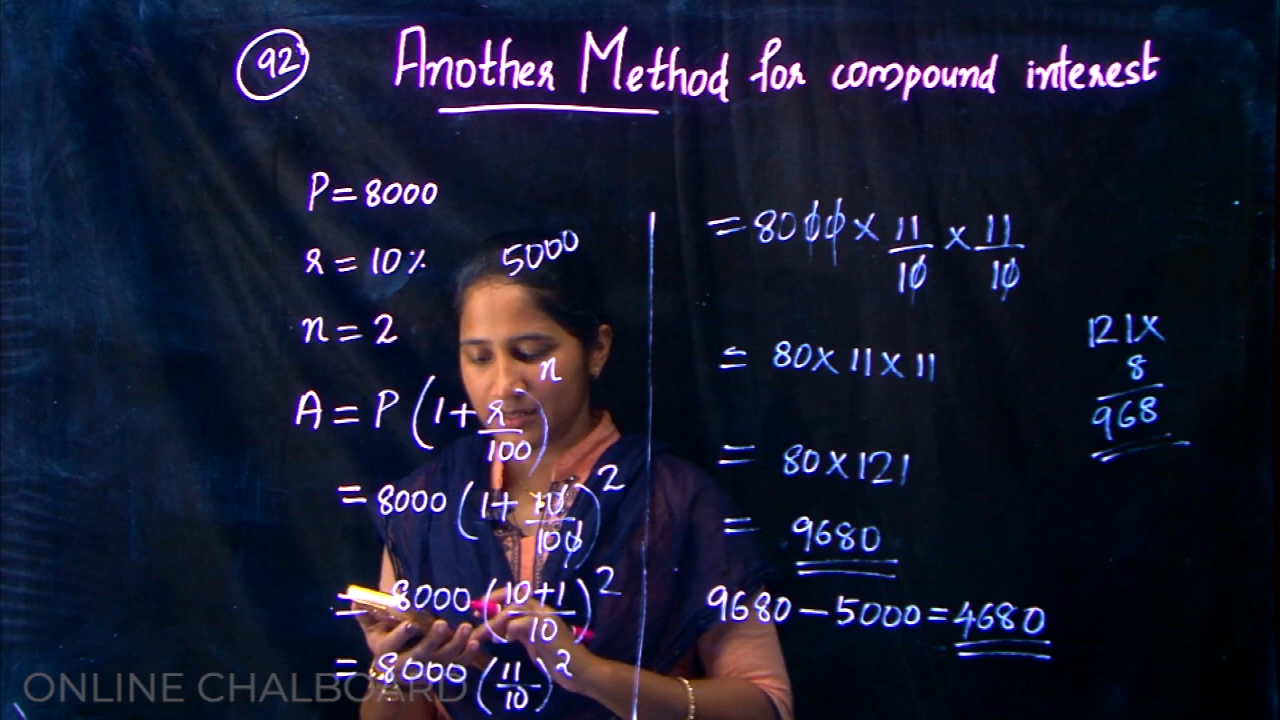 92 Another Method for compound interest
P = 8000
r = 10%
5000
n = 2
A = P (1 + r/100)^n
= 8000 (1 + 10/100)^2
= 8000 (10+1/10)^2
= 8000 (11/10)^2
= 8000 x 11/10 x 11/10
= 80 x 11 x 11
= 80 x 121
= 9680
9680 - 5000 = 4680
121 x
8
968
ONLINE CHALBOARD